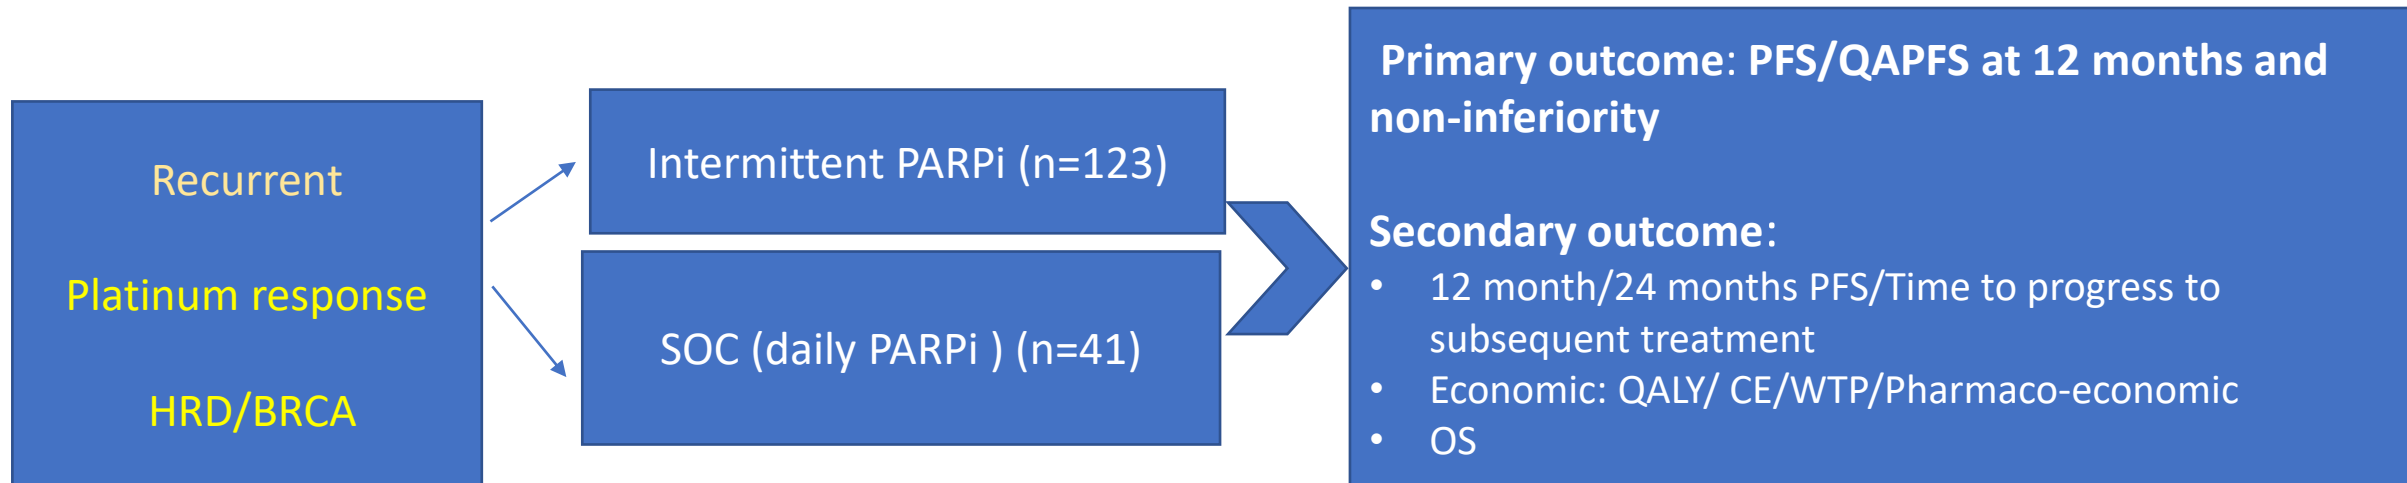 Recurrent
Platinum response
HRD/BRCA
Intermittent PARPi (n=123)
SOC (daily PARPi ) (n=41)
Primary outcome: PFS/QAPFS at 12 months and
non-inferiority
Secondary outcome:
• 12 month/24 months PFS/Time to progress to
subsequent treatment
• Economic: QALY/ CE/WTP/Pharmaco-economic
• OS